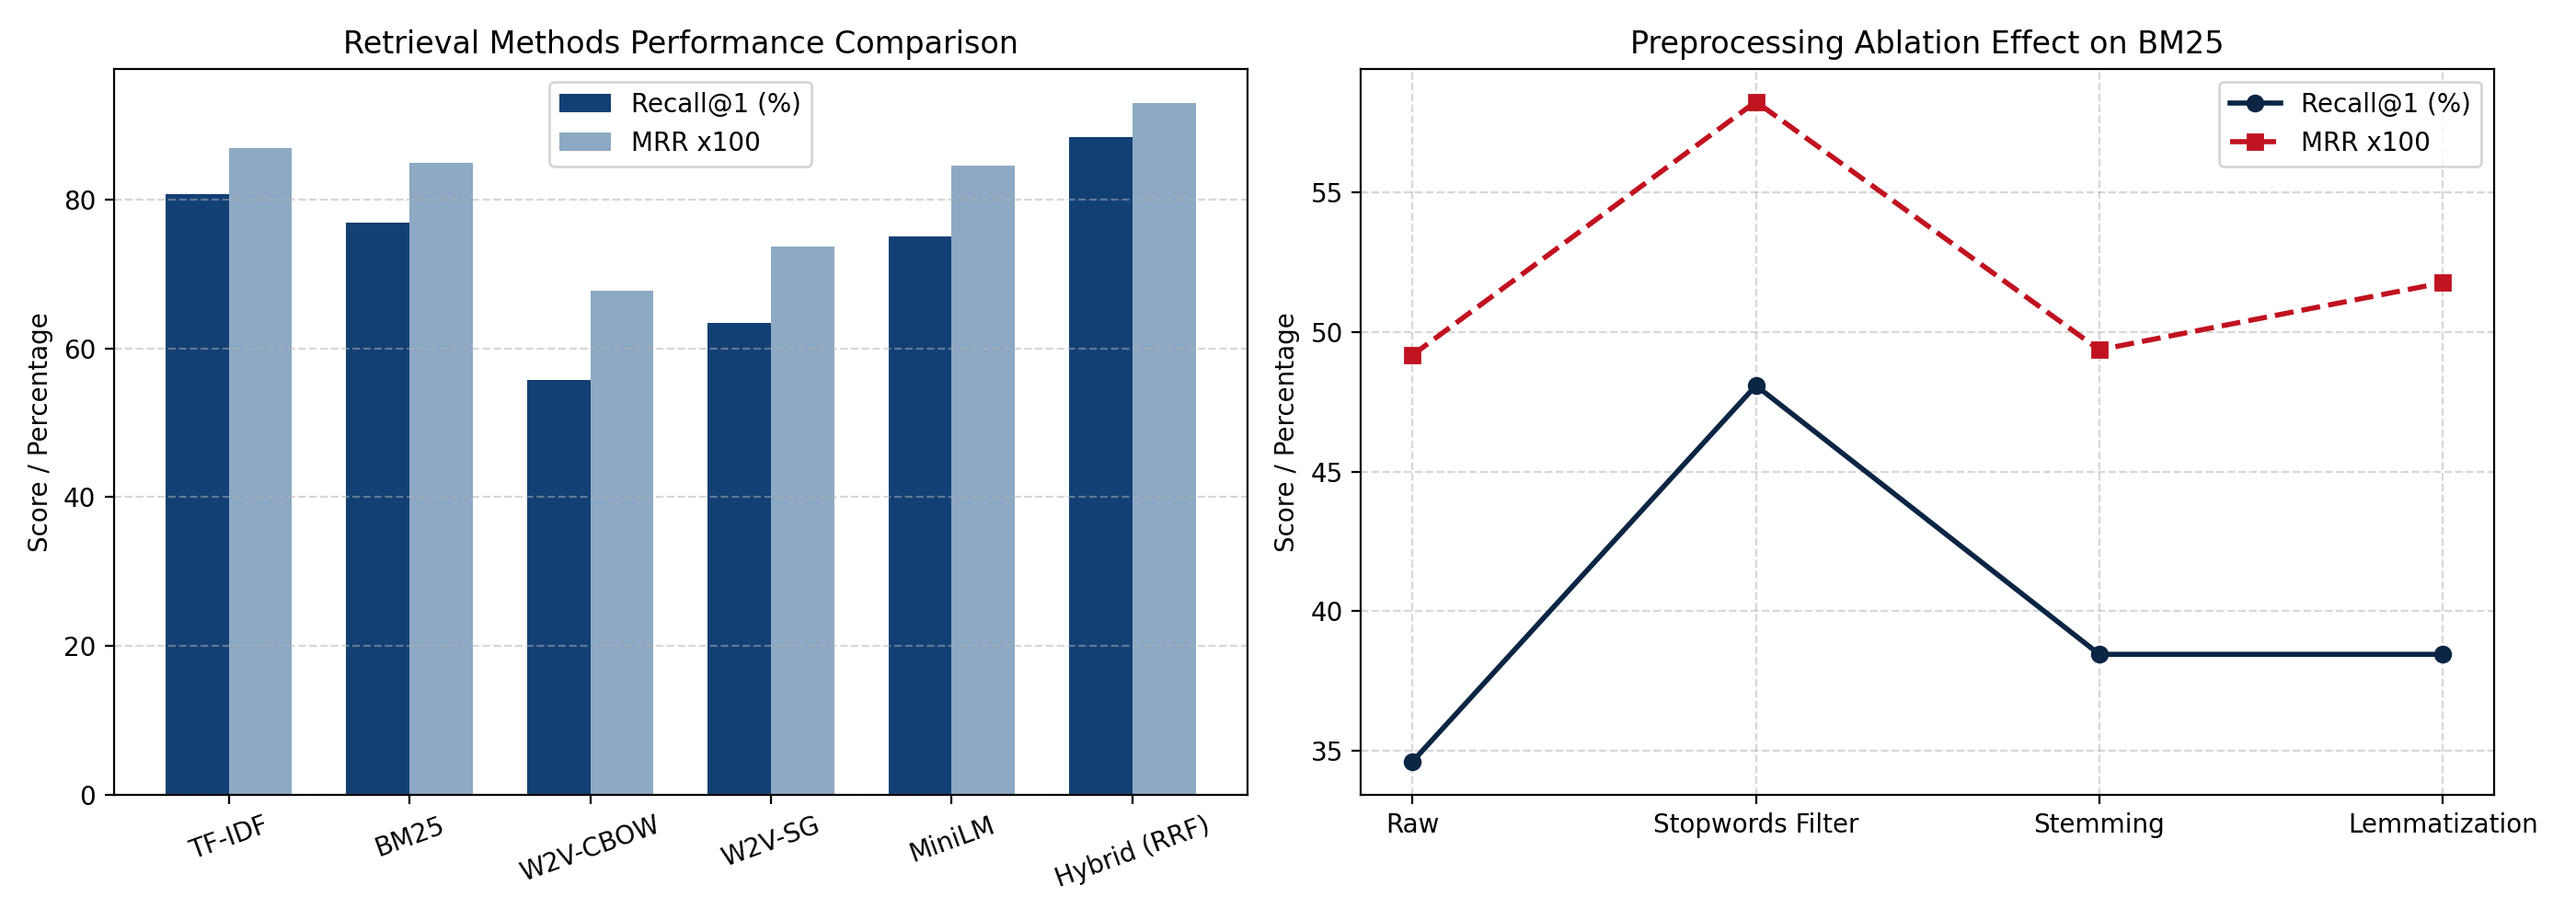 Retrieval Methods Performance Comparison
Recall@1 (%)
MRR x100
Score / Percentage
80
60
40
20
0
TF-IDF
BM25
W2V-CBOW
W2V-SG
MiniLM
Hybrid (RRF)
Preprocessing Ablation Effect on BM25
Recall@1 (%)
MRR x100
Score / Percentage
55
50
45
40
35
Raw
Stopwords Filter
Stemming
Lemmatization